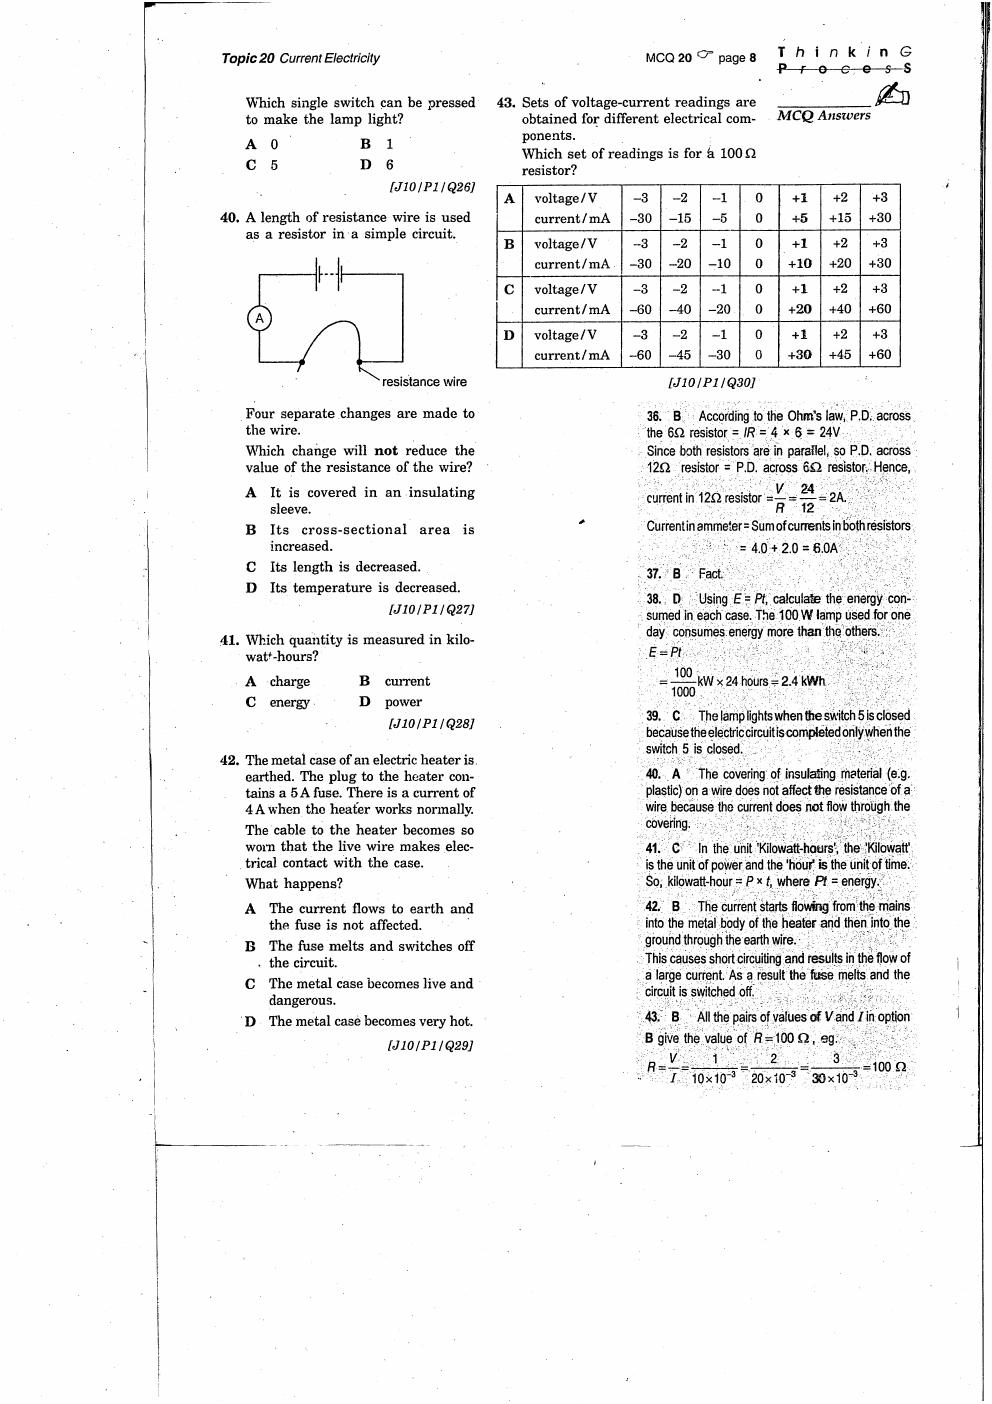 Topic 20 Current Electricity
MCQ 20 ☞ page 8
T h i n k i n G
P r o c e s S
MCQ Answers
Which single switch can be pressed
to make the lamp light?
A 0 B 1
C 5 D 6
[J10/P1/Q26]
40. A length of resistance wire is used
as a resistor in a simple circuit.
A
resistance wire
Four separate changes are made to
the wire.
Which change will not reduce the
value of the resistance of the wire?
A It is covered in an insulating
sleeve.
B Its cross-sectional area is
increased.
C Its length is decreased.
D Its temperature is decreased.
[J10/P1/Q27]
41. Which quantity is measured in kilo-
watt-hours?
A charge B current
C energy D power
[J10/P1/Q28]
42. The metal case of an electric heater is
earthed. The plug to the heater con-
tains a 5 A fuse. There is a current of
4 A when the heater works normally.
The cable to the heater becomes so
worn that the live wire makes elec-
trical contact with the case.
What happens?
A The current flows to earth and
the fuse is not affected.
B The fuse melts and switches off
the circuit.
C The metal case becomes live and
dangerous.
D The metal case becomes very hot.
[J10/P1/Q29]
43. Sets of voltage-current readings are
obtained for different electrical com-
ponents.
Which set of readings is for a 100 Ω
resistor?
A voltage/V –3 –2 –1 0 +1 +2 +3
current/mA –30 –15 –5 0 +5 +15 +30
B voltage/V –3 –2 –1 0 +1 +2 +3
current/mA –30 –20 –10 0 +10 +20 +30
C voltage/V –3 –2 –1 0 +1 +2 +3
current/mA –60 –40 –20 0 +20 +40 +60
D voltage/V –3 –2 –1 0 +1 +2 +3
current/mA –60 –45 –30 0 +30 +45 +60
[J10/P1/Q30]
36. B According to the Ohm's law, P.D. across
the 6Ω resistor = IR = 4 × 6 = 24V
Since both resistors are in parallel, so P.D. across
12Ω resistor = P.D. across 6Ω resistor. Hence,
current in 12Ω resistor = V/R = 24/12 = 2A.
Current in ammeter = Sum of currents in both resistors
= 4.0 + 2.0 = 6.0A
37. B Fact.
38. D Using E = Pt, calculate the energy con-
sumed in each case. The 100 W lamp used for one
day consumes energy more than the others.
E = Pt
= 100/1000 kW × 24 hours = 2.4 kWh
39. C The lamp lights when the switch 5 is closed
because the electric circuit is completed only when the
switch 5 is closed.
40. A The covering of insulating material (e.g.
plastic) on a wire does not affect the resistance of a
wire because the current does not flow through the
covering.
41. C In the unit 'Kilowatt-hours', the 'Kilowatt'
is the unit of power and the 'hour' is the unit of time.
So, kilowatt-hour = P × t, where Pt = energy.
42. B The current starts flowing from the mains
into the metal body of the heater and then into the
ground through the earth wire.
This causes short circuiting and results in the flow of
a large current. As a result the fuse melts and the
circuit is switched off.
43. B All the pairs of values of V and I in option
B give the value of R = 100 Ω, eg.
R = V/I = 1/10×10⁻³ = 2/20×10⁻³ = 3/30×10⁻³ = 100 Ω